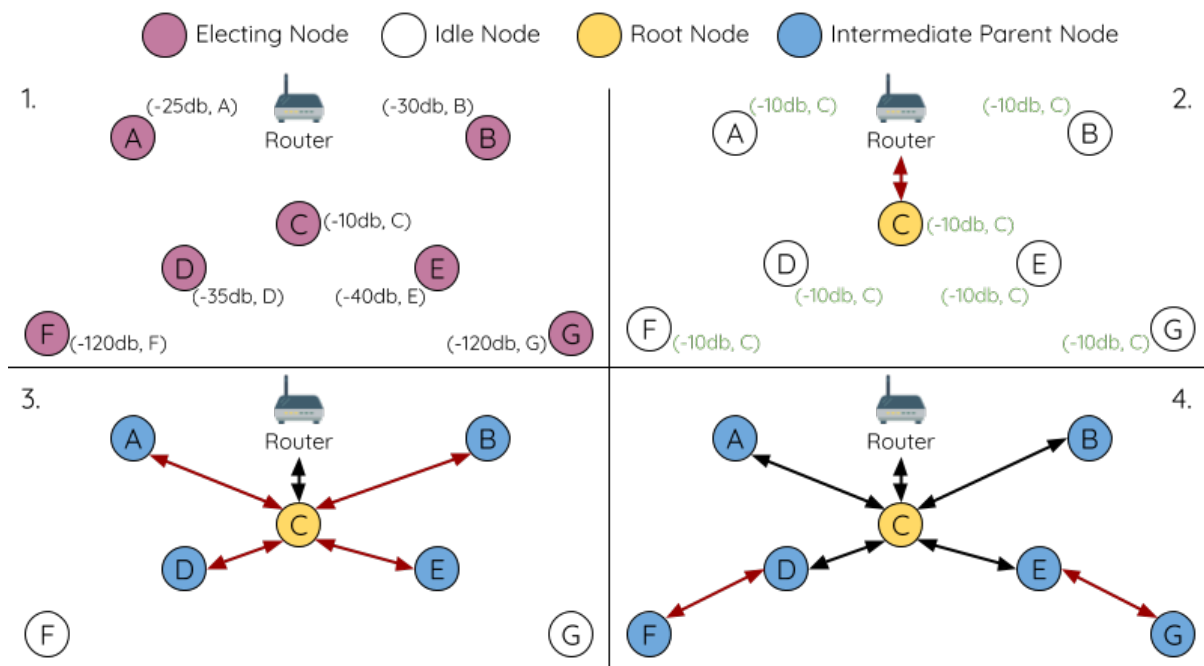 Electing Node Idle Node Root Node Intermediate Parent Node
1.
(-25db, A) (-30db, B)
A Router B
C (-10db, C)
D E
(-35db, D) (-40db, E)
F (-120db, F) (-120db, G) G
2.
(-10db, C) (-10db, C)
A Router B
C (-10db, C)
D E
(-10db, C) (-10db, C)
F (-10db, C) (-10db, C) G
3.
A Router B
C
D E
F G
4.
A Router B
C
D E
F G